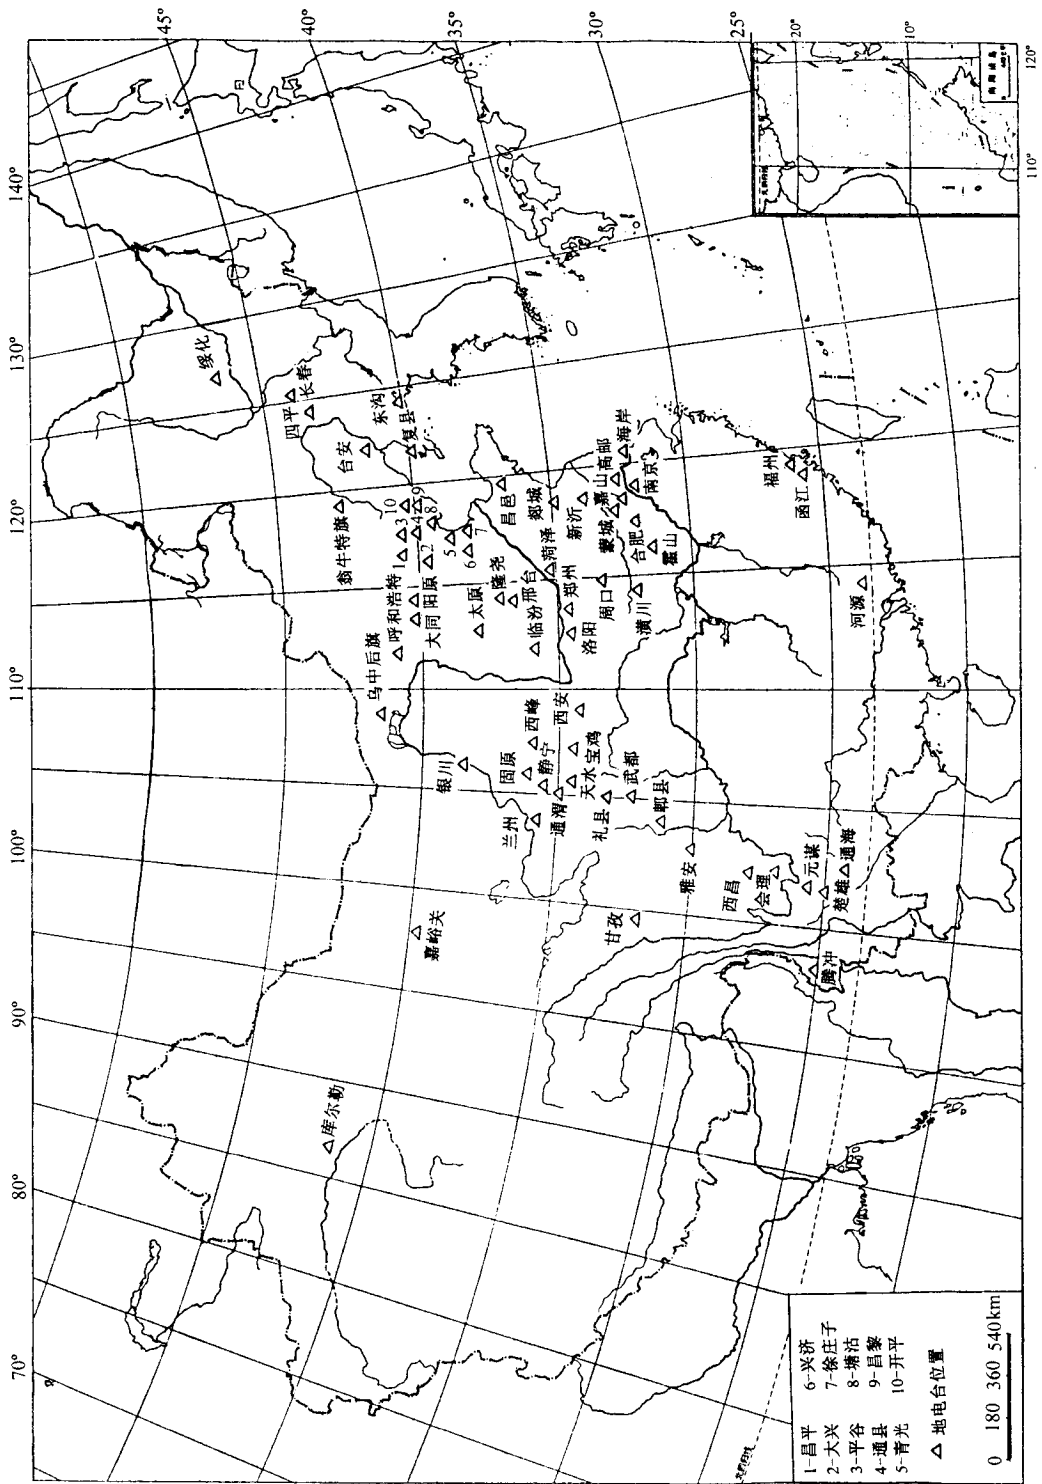 70°
80°
90°
100°
110°
120°
130°
140°
45°
40°
35°
30°
25°
20°
10°
110°
120°
绥化
长春
四平
东沟
台安
复县
翁牛特旗
10
9
3
1
4
8
2
5
7
6
昌邑
呼和浩特
大同
阳原
乌中后旗
太原
隆尧
邢台
临汾
菏泽
郯城
新沂
嘉山
高邮
海岸
南京
蒙城
合肥
霍山
郑州
洛阳
周口
潢川
福州
函江
河源
银川
固原
西峰
静宁
西安
兰州
通渭
天水
宝鸡
礼县
武都
郫县
雅安
西昌
会理
元谋
楚雄
通海
甘孜
腾冲
嘉峪关
库尔勒
1-昌平
2-大兴
3-平谷
4-通县
5-青光
6-兴济
7-徐庄子
8-塘沽
9-昌黎
10-开平
△ 地电台位置
0 180 360 540km